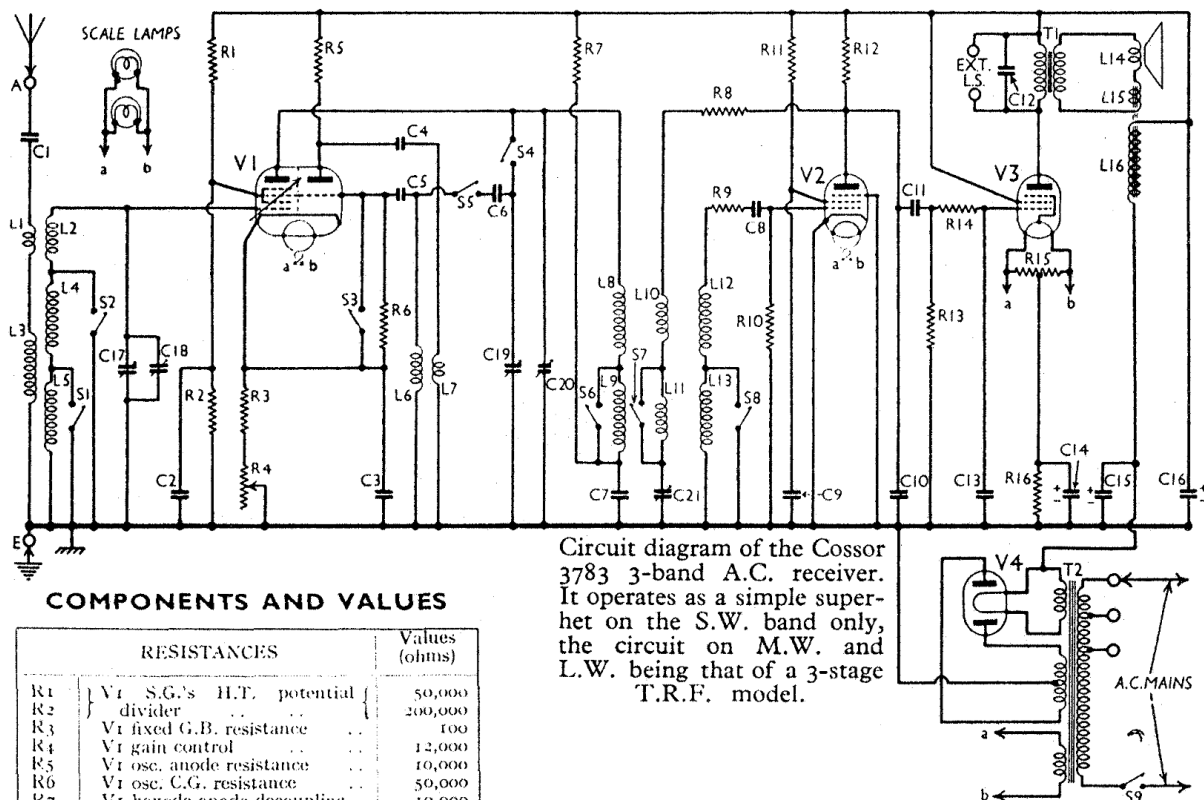 SCALE LAMPS
A
a b
C1
L1
L2
L3
L4
L5
S1
S2
C17
C18
C2
R1
R2
R3
R4
R5
V1
a b
C4
C5
S3
R6
C3
L6
L7
S4
S5
C6
C19
C20
R7
L8
L9
S6
C7
R8
L10
S7
L11
C21
R9
C8
L12
L13
S8
R10
R11
R12
V2
a b
C9
C10
C11
R13
R14
C13
EXT. L.S.
C12
T1
L14
L15
L16
V3
R15
a b
R16
C14
C15
C16
E
Circuit diagram of the Cossor
3783 3-band A.C. receiver.
It operates as a simple super-
het on the S.W. band only,
the circuit on M.W. and
L.W. being that of a 3-stage
T.R.F. model.
V4
T2
A.C. MAINS
a
b
S9
COMPONENTS AND VALUES
RESISTANCES Values (ohms)
R1 V1 S.G.'s H.T. potential 50,000
R2 divider .. .. 200,000
R3 V1 fixed G.B. resistance .. 100
R4 V1 gain control .. .. 12,000
R5 V1 osc. anode resistance .. 10,000
R6 V1 osc. C.G. resistance .. 50,000